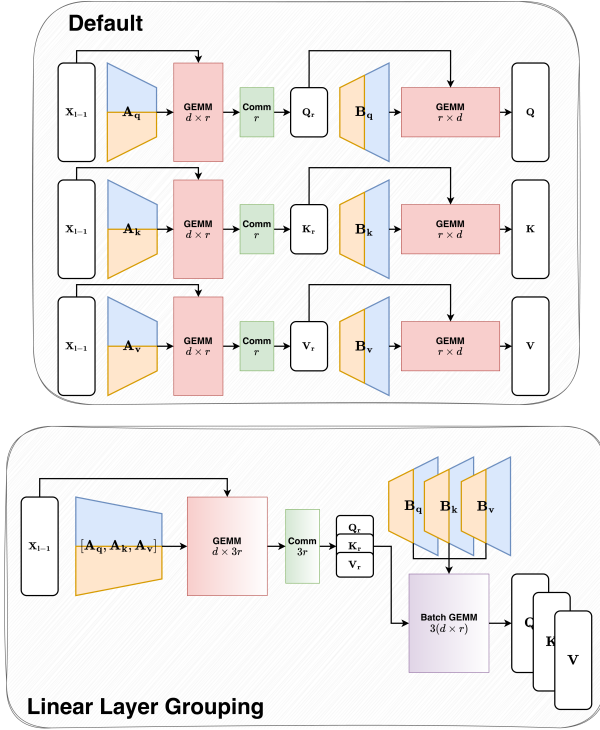 Default
X_{l-1}
A_q
GEMM
d × r
Comm
r
Q_r
B_q
GEMM
r × d
Q
X_{l-1}
A_k
GEMM
d × r
Comm
r
K_r
B_k
GEMM
r × d
K
X_{l-1}
A_v
GEMM
d × r
Comm
r
V_r
B_v
GEMM
r × d
V
X_{l-1}
[A_q, A_k, A_v]
GEMM
d × 3r
Comm
3r
Q_r
K_r
V_r
B_q
B_k
B_v
Batch GEMM
3(d × r)
Q
K
V
Linear Layer Grouping